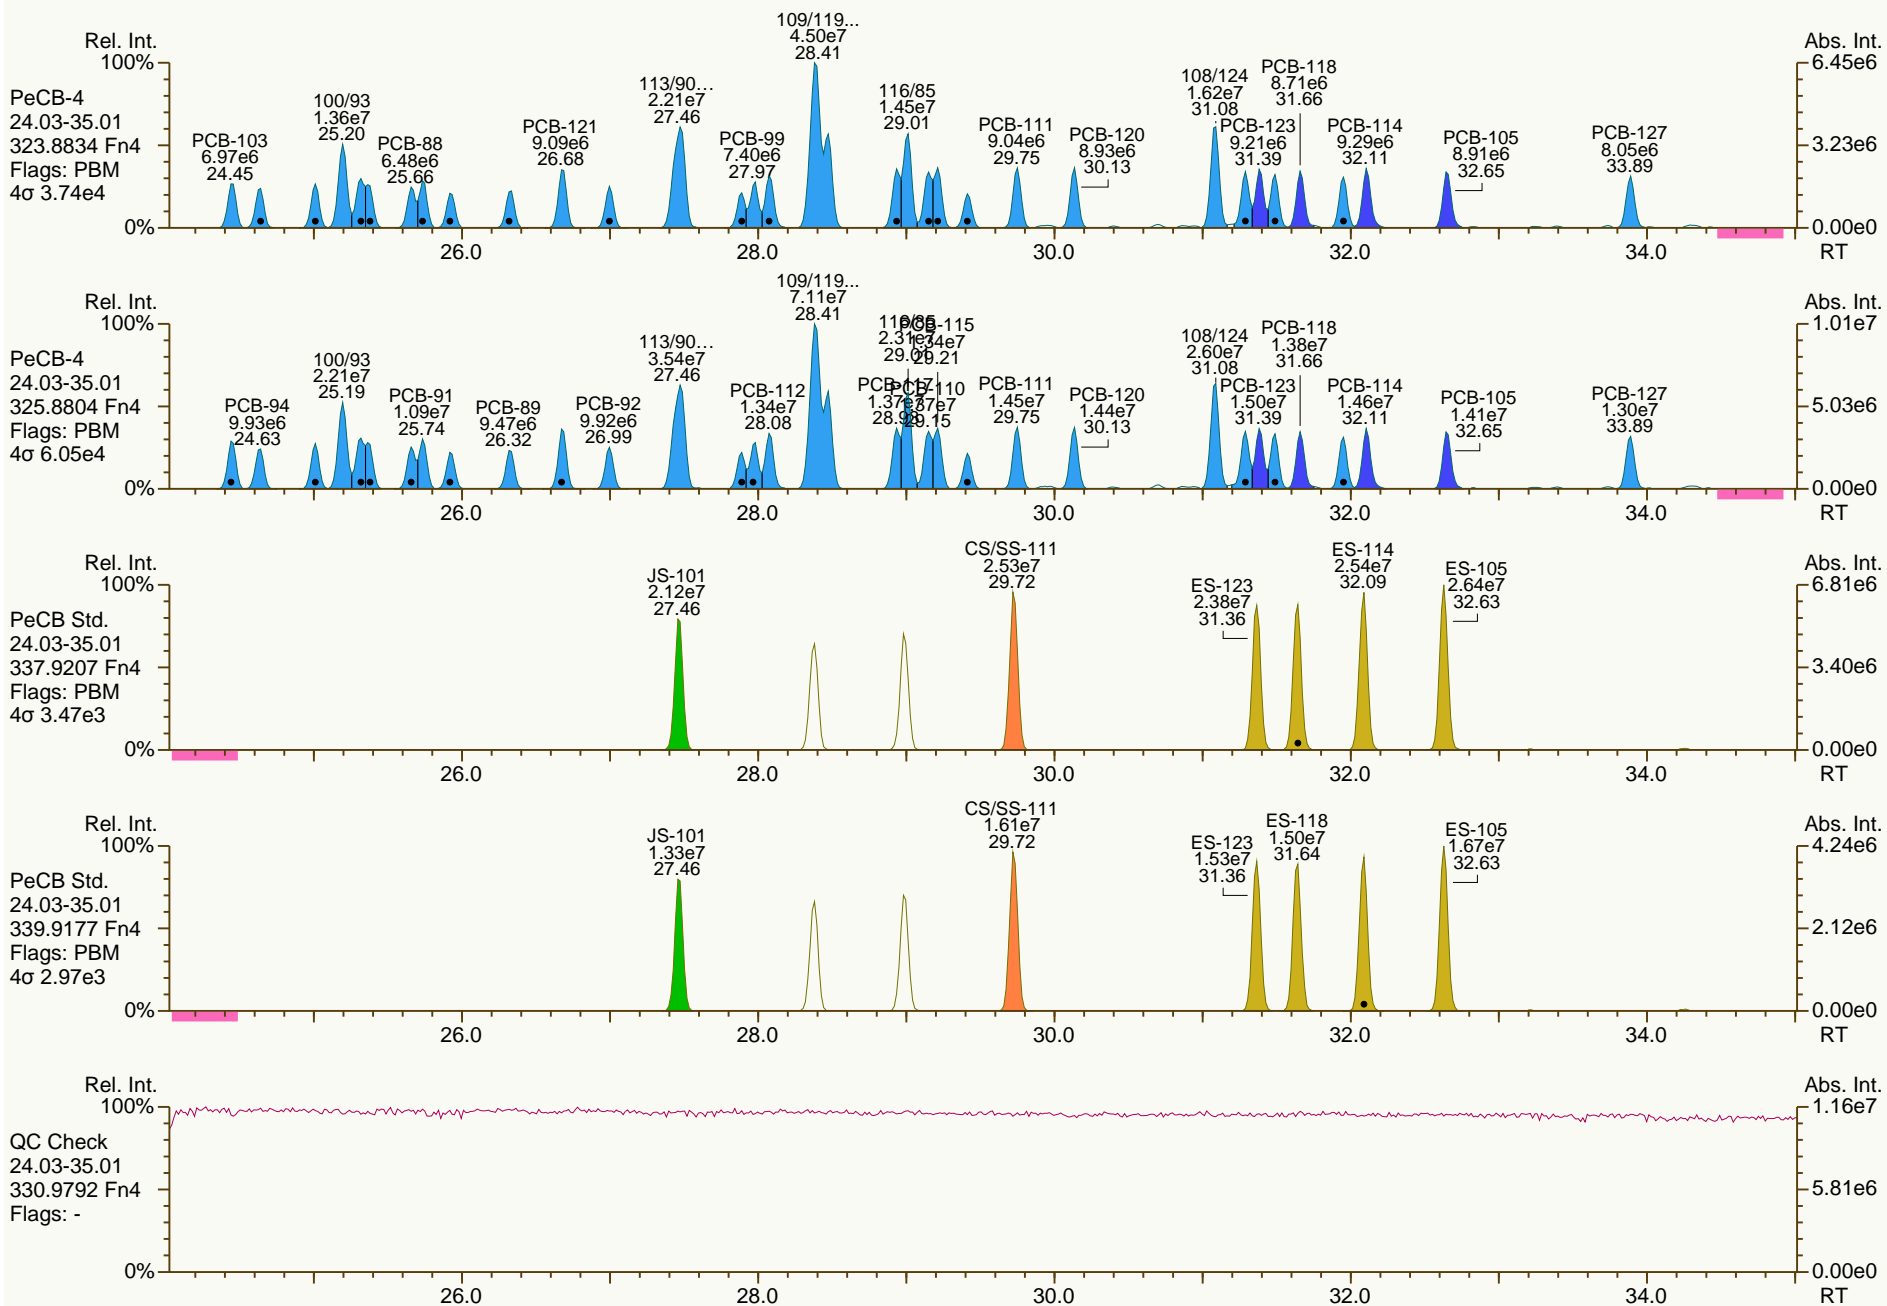 Rel. Int.
100%
0%
PeCB-4
24.03-35.01
323.8834 Fn4
Flags: PBM
4σ 3.74e4
PCB-103
6.97e6
24.45
100/93
1.36e7
25.20
PCB-88
6.48e6
25.66
PCB-121
9.09e6
26.68
113/90...
2.21e7
27.46
PCB-99
7.40e6
27.97
109/119...
4.50e7
28.41
116/85
1.45e7
29.01
PCB-111
9.04e6
29.75
PCB-120
8.93e6
30.13
108/124
1.62e7
31.08
PCB-123
9.21e6
31.39
PCB-118
8.71e6
31.66
PCB-114
9.29e6
32.11
PCB-105
8.91e6
32.65
PCB-127
8.05e6
33.89
Abs. Int.
6.45e6
3.23e6
0.00e0
26.0 28.0 30.0 32.0 34.0 RT
Rel. Int.
100%
0%
PeCB-4
24.03-35.01
325.8804 Fn4
Flags: PBM
4σ 6.05e4
PCB-94
9.93e6
24.63
100/93
2.21e7
25.19
PCB-91
1.09e7
25.74
PCB-89
9.47e6
26.32
PCB-92
9.92e6
26.99
113/90...
3.54e7
27.46
PCB-112
1.34e7
28.08
109/119...
7.11e7
28.41
PCB-117
1.37e7
28.93
116/85
2.31e7
29.01
PCB-110
1.37e7
29.15
PCB-115
1.34e7
29.21
PCB-111
1.45e7
29.75
PCB-120
1.44e7
30.13
108/124
2.60e7
31.08
PCB-123
1.50e7
31.39
PCB-118
1.38e7
31.66
PCB-114
1.46e7
32.11
PCB-105
1.41e7
32.65
PCB-127
1.30e7
33.89
Abs. Int.
1.01e7
5.03e6
0.00e0
26.0 28.0 30.0 32.0 34.0 RT
Rel. Int.
100%
0%
PeCB Std.
24.03-35.01
337.9207 Fn4
Flags: PBM
4σ 3.47e3
JS-101
2.12e7
27.46
CS/SS-111
2.53e7
29.72
ES-123
2.38e7
31.36
ES-114
2.54e7
32.09
ES-105
2.64e7
32.63
Abs. Int.
6.81e6
3.40e6
0.00e0
26.0 28.0 30.0 32.0 34.0 RT
Rel. Int.
100%
0%
PeCB Std.
24.03-35.01
339.9177 Fn4
Flags: PBM
4σ 2.97e3
JS-101
1.33e7
27.46
CS/SS-111
1.61e7
29.72
ES-123
1.53e7
31.36
ES-118
1.50e7
31.64
ES-105
1.67e7
32.63
Abs. Int.
4.24e6
2.12e6
0.00e0
26.0 28.0 30.0 32.0 34.0 RT
Rel. Int.
100%
0%
QC Check
24.03-35.01
330.9792 Fn4
Flags: -
Abs. Int.
1.16e7
5.81e6
0.00e0
26.0 28.0 30.0 32.0 34.0 RT